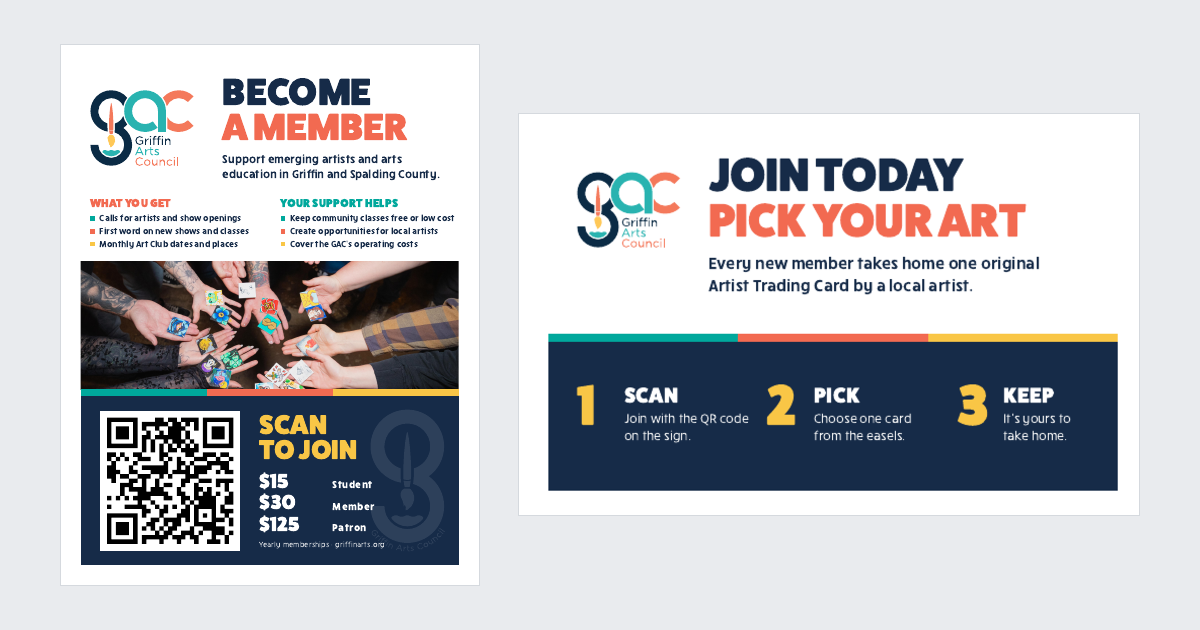 gac
Griffin
Arts
Council
BECOME
A MEMBER
Support emerging artists and arts
education in Griffin and Spalding County.
WHAT YOU GET
Calls for artists and show openings
First word on new shows and classes
Monthly Art Club dates and places
YOUR SUPPORT HELPS
Keep community classes free or low cost
Create opportunities for local artists
Cover the GAC's operating costs
SCAN
TO JOIN
$15 Student
$30 Member
$125 Patron
Yearly memberships · griffinarts.org
gac
Griffin
Arts
Council
JOIN TODAY
PICK YOUR ART
Every new member takes home one original
Artist Trading Card by a local artist.
1 SCAN
Join with the QR code
on the sign.
2 PICK
Choose one card
from the easels.
3 KEEP
It's yours to
take home.